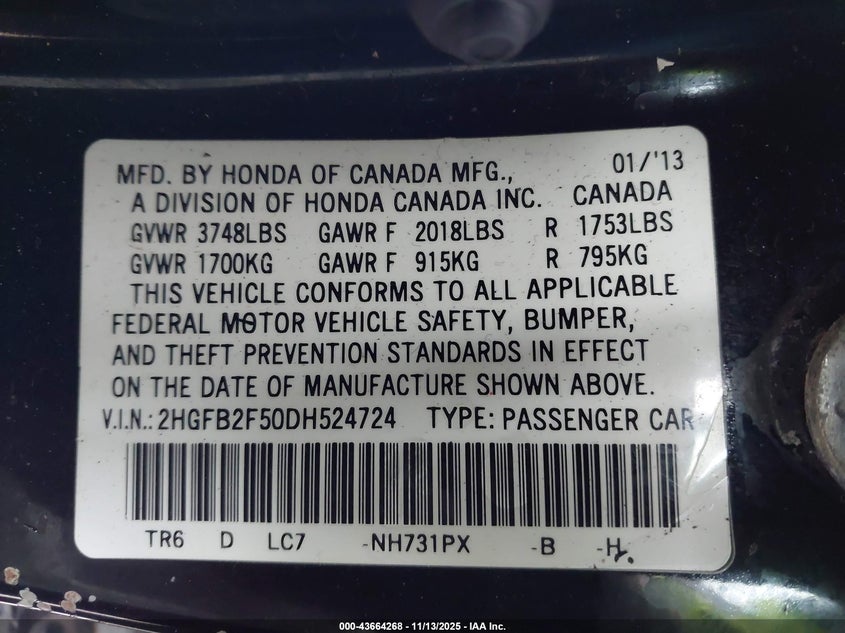 MFD. BY HONDA OF CANADA MFG., 01/'13
A DIVISION OF HONDA CANADA INC. CANADA
GVWR 3748LBS GAWR F 2018LBS R 1753LBS
GVWR 1700KG GAWR F 915KG R 795KG
THIS VEHICLE CONFORMS TO ALL APPLICABLE
FEDERAL MOTOR VEHICLE SAFETY, BUMPER,
AND THEFT PREVENTION STANDARDS IN EFFECT
ON THE DATE OF MANUFACTURE SHOWN ABOVE.
V.I.N.: 2HGFB2F50DH524724 TYPE: PASSENGER CAR
TR6 D LC7 -NH731PX -B -H.
000-43664268 - 11/13/2025 - IAA Inc.